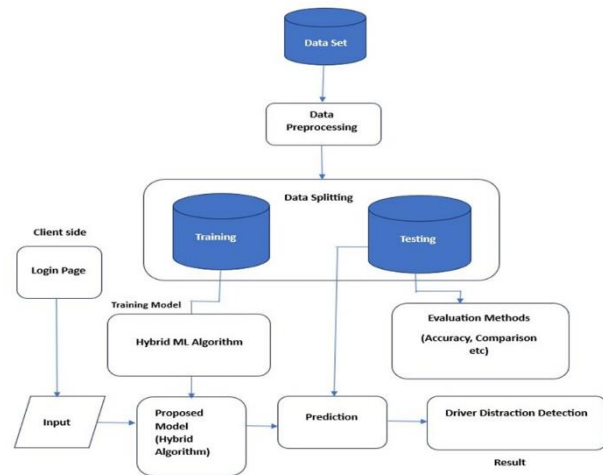 Data Set
Data
Preprocessing
Data Splitting
Training
Testing
Client side
Login Page
Training Model
Hybrid ML Algorithm
Evaluation Methods
(Accuracy, Comparison
etc)
Input
Proposed
Model
(Hybrid
Algorithm)
Prediction
Driver Distraction Detection
Result